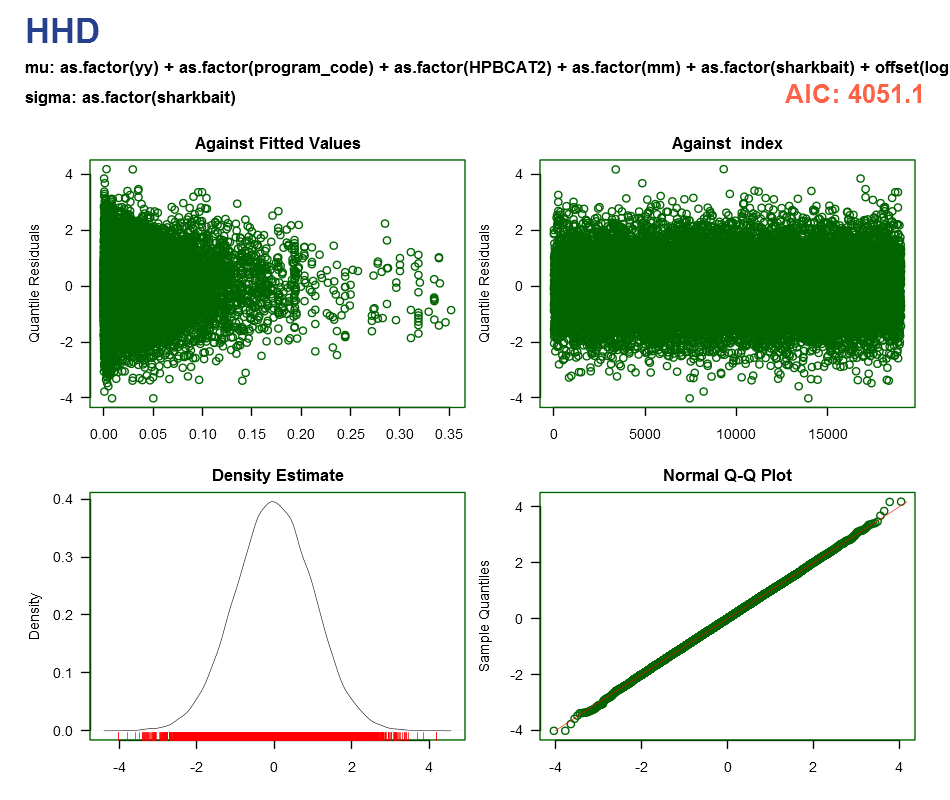 HHD
mu: as.factor(yy) + as.factor(program_code) + as.factor(HPBCAT2) + as.factor(mm) + as.factor(sharkbait) + offset(log
sigma: as.factor(sharkbait)
AIC: 4051.1
Against Fitted Values
Quantile Residuals
4
2
0
-2
-4
0.00 0.05 0.10 0.15 0.20 0.25 0.30 0.35
Against index
Quantile Residuals
4
2
0
-2
-4
0 5000 10000 15000
Density Estimate
Density
0.4
0.3
0.2
0.1
0.0
-4 -2 0 2 4
Normal Q-Q Plot
Sample Quantiles
4
2
0
-2
-4
-4 -2 0 2 4